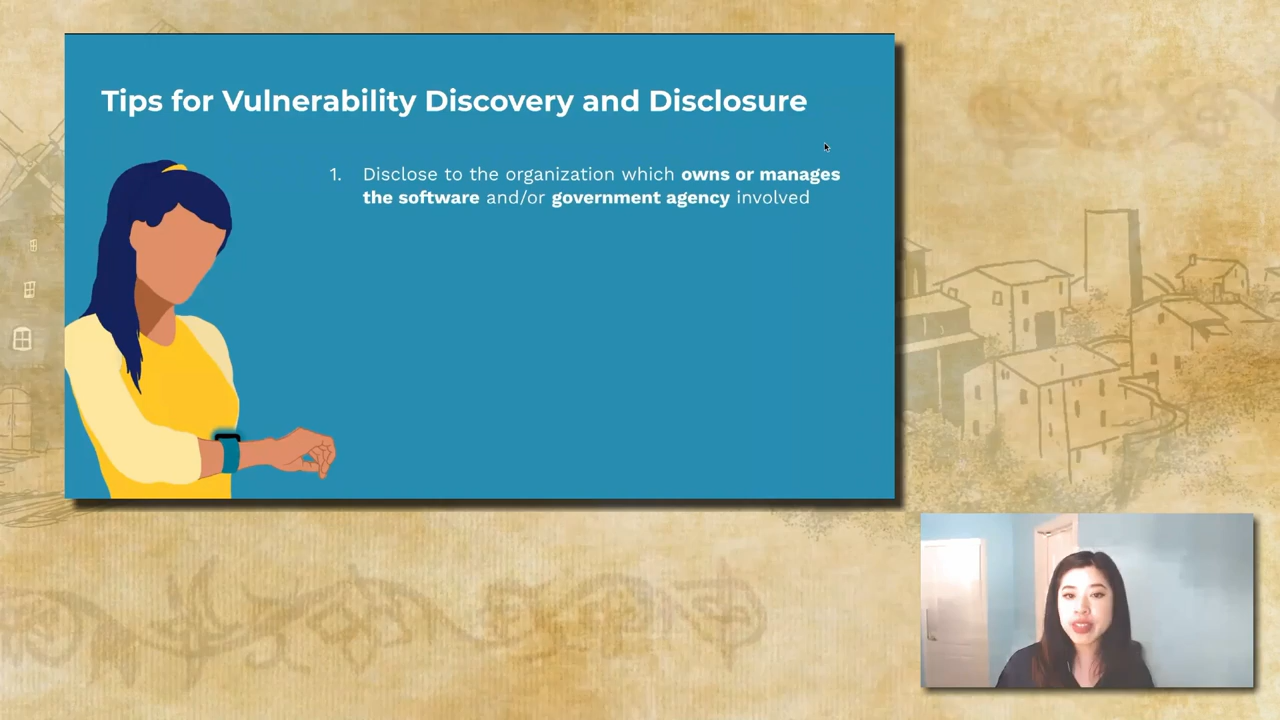 Tips for Vulnerability Discovery and Disclosure
1. Disclose to the organization which owns or manages
the software and/or government agency involved